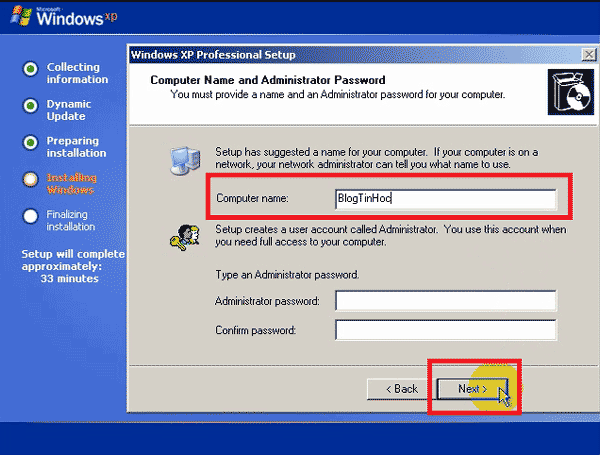 Microsoft
Windows xp
Collecting
information
Dynamic
Update
Preparing
installation
Installing
Windows
Finalizing
installation
Setup will complete
approximately:
33 minutes
Windows XP Professional Setup
Computer Name and Administrator Password
You must provide a name and an Administrator password for your computer.
Setup has suggested a name for your computer. If your computer is on a
network, your network administrator can tell you what name to use.
Computer name: BlogTinHoc
Setup creates a user account called Administrator. You use this account when
you need full access to your computer.
Type an Administrator password.
Administrator password:
Confirm password:
< Back Next >